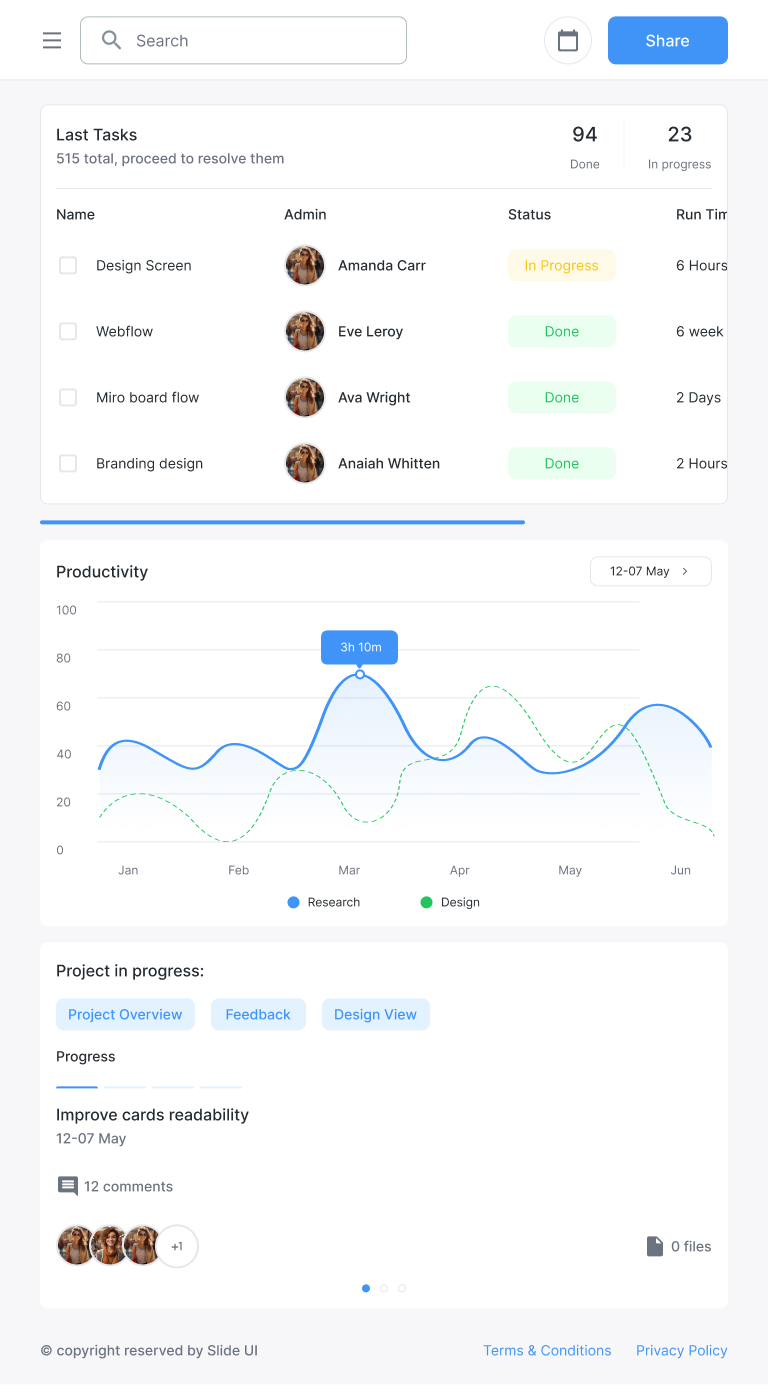 Search
Share
Last Tasks
515 total, proceed to resolve them
94
Done
23
In progress
Name Admin Status Run Tim
Design Screen Amanda Carr In Progress 6 Hours
Webflow Eve Leroy Done 6 week
Miro board flow Ava Wright Done 2 Days
Branding design Anaiah Whitten Done 2 Hours
Productivity
12-07 May
100
80
3h 10m
60
40
20
0
Jan Feb Mar Apr May Jun
Research Design
Project in progress:
Project Overview Feedback Design View
Progress
Improve cards readability
12-07 May
12 comments
+1
0 files
© copyright reserved by Slide UI
Terms & Conditions Privacy Policy